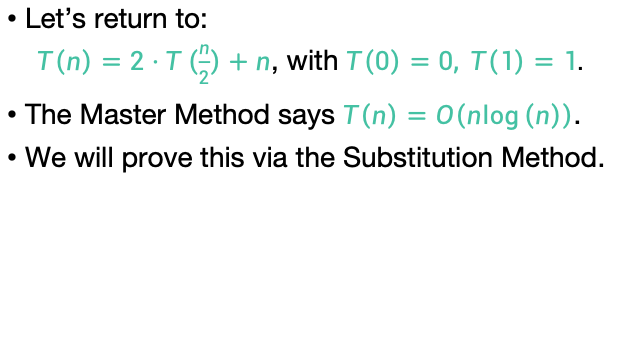 • Let’s return to:
T(n) = 2 · T (n/2) + n, with T(0) = 0, T(1) = 1.
• The Master Method says T(n) = O(nlog (n)).
• We will prove this via the Substitution Method.